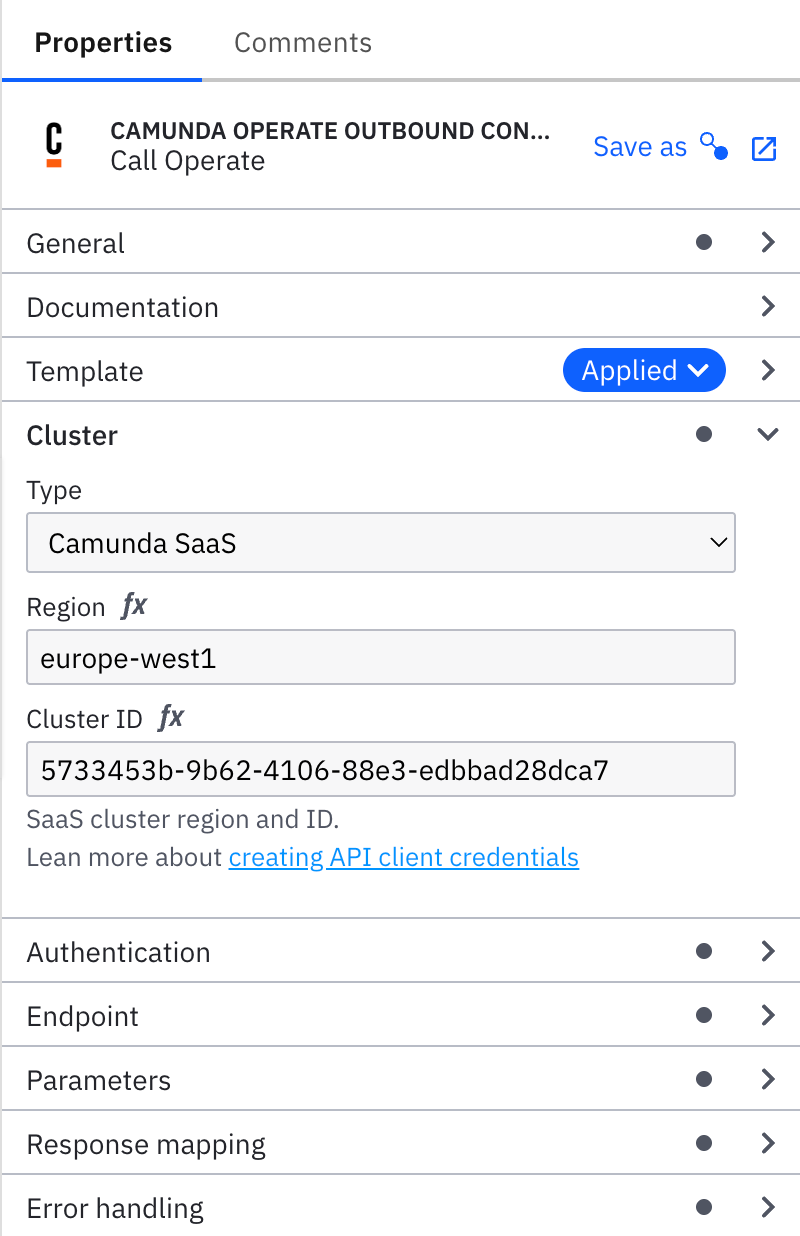 Properties Comments
CAMUNDA OPERATE OUTBOUND CON...
Call Operate
Save as
General
Documentation
Template Applied
Cluster
Type
Camunda SaaS
Region fx
europe-west1
Cluster ID fx
5733453b-9b62-4106-88e3-edbbad28dca7
SaaS cluster region and ID.
Lean more about creating API client credentials
Authentication
Endpoint
Parameters
Response mapping
Error handling